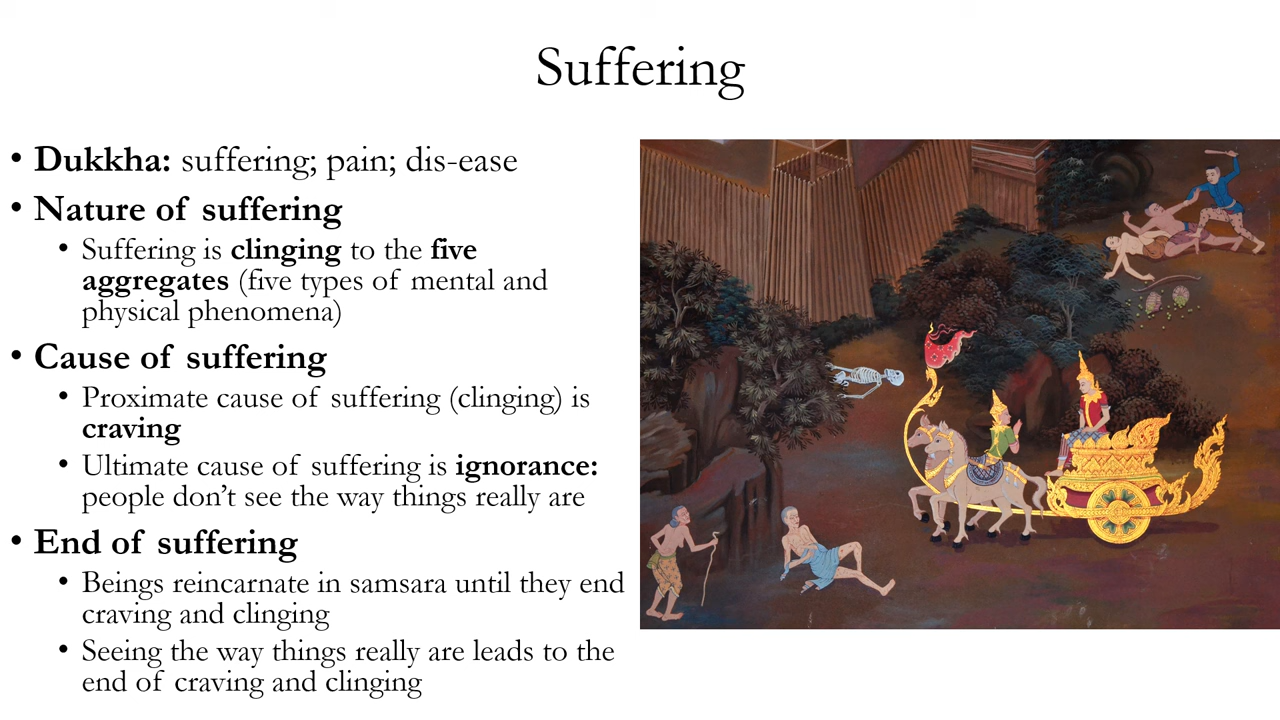 Suffering
• Dukkha: suffering; pain; dis-ease
• Nature of suffering
• Suffering is clinging to the five
aggregates (five types of mental and
physical phenomena)
• Cause of suffering
• Proximate cause of suffering (clinging) is
craving
• Ultimate cause of suffering is ignorance:
people don’t see the way things really are
• End of suffering
• Beings reincarnate in samsara until they end
craving and clinging
• Seeing the way things really are leads to the
end of craving and clinging